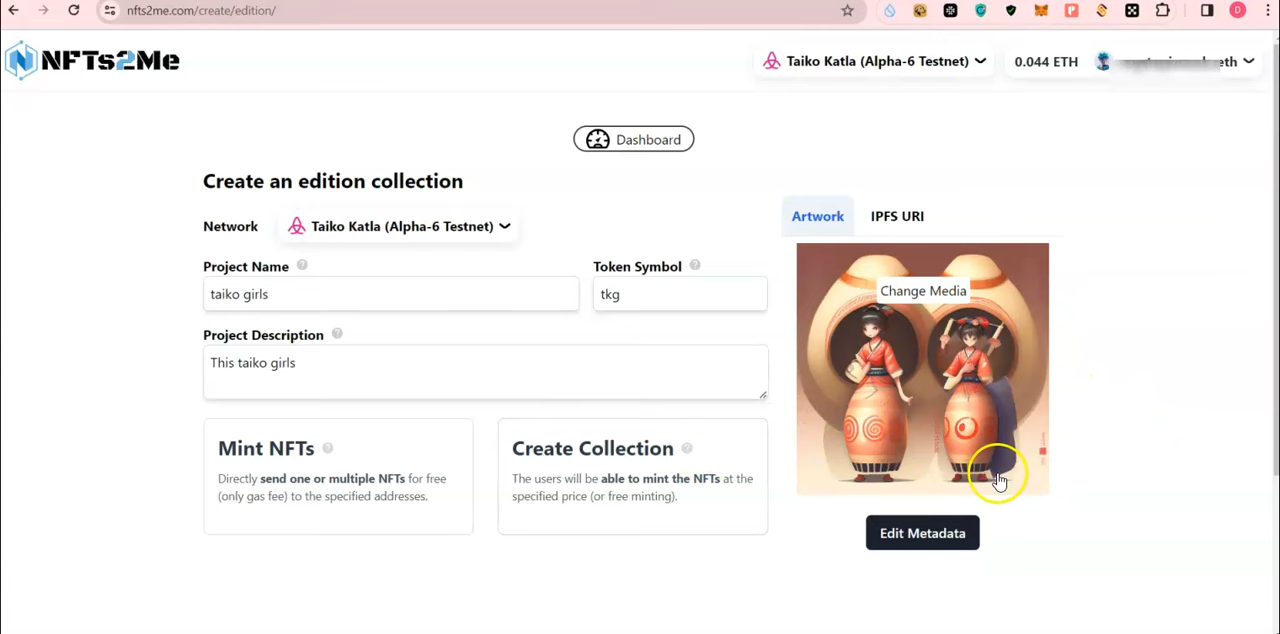 nfts2me.com/create/edition/
D
NFTs2Me
Taiko Katla (Alpha-6 Testnet)
0.044 ETH
eth
Dashboard
Create an edition collection
Network
Taiko Katla (Alpha-6 Testnet)
Artwork
IPFS URI
Project Name
Token Symbol
taiko girls
tkg
Change Media
Project Description
This taiko girls
Mint NFTs
Directly send one or multiple NFTs for free
(only gas fee) to the specified addresses.
Create Collection
The users will be able to mint the NFTs at the
specified price (or free minting).
Edit Metadata